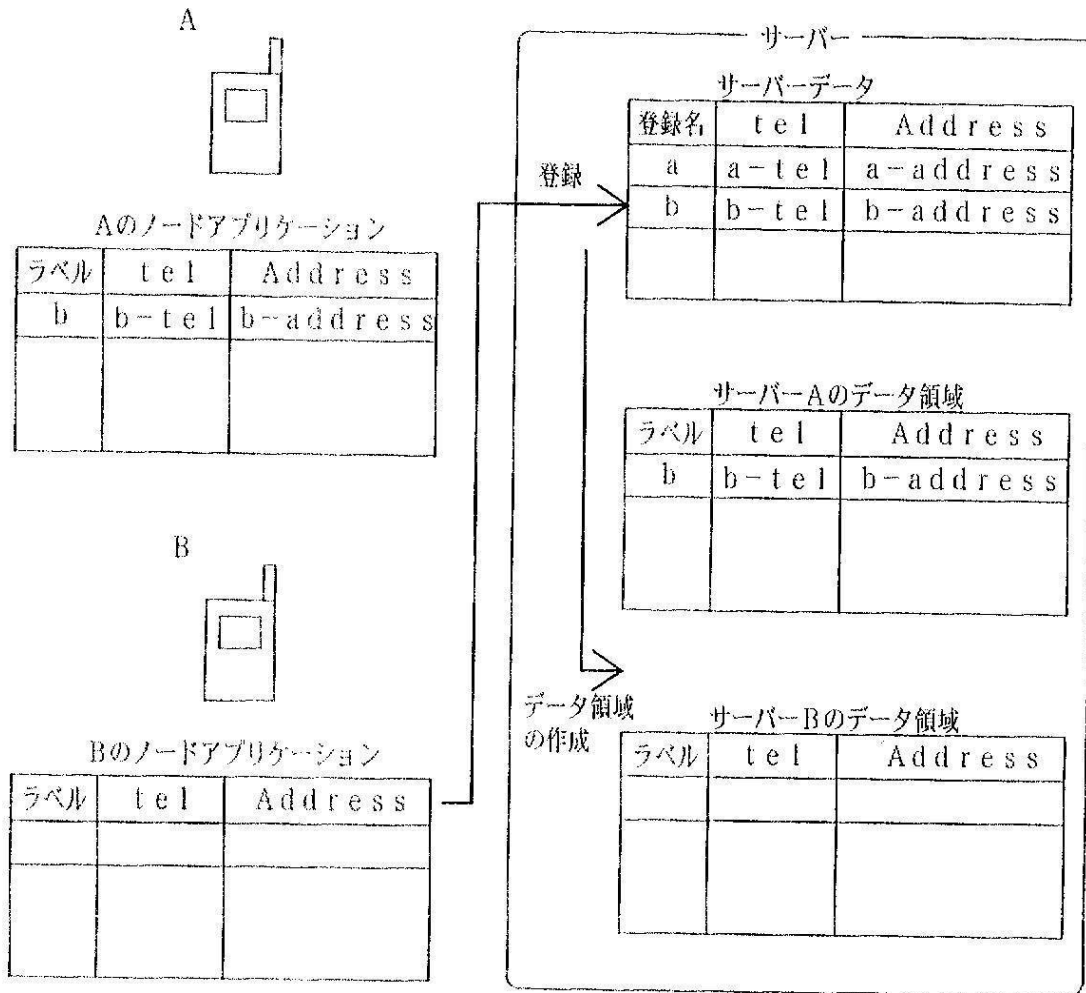 A
Aのノードアプリケーション
ラベル tel Address
b b-tel b-address
B
Bのノードアプリケーション
ラベル tel Address
登録
データ領域
の作成
サーバー
サーバーデータ
登録名 tel Address
a a-tel a-address
b b-tel b-address
サーバーAのデータ領域
ラベル tel Address
b b-tel b-address
サーバーBのデータ領域
ラベル tel Address